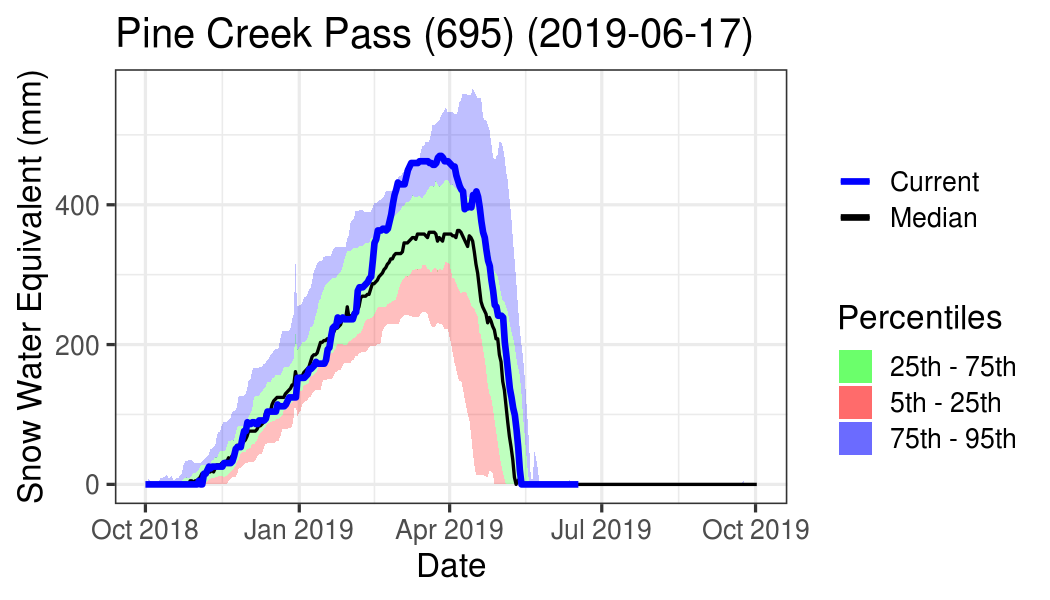 Pine Creek Pass (695) (2019-06-17)
Snow Water Equivalent (mm)
400
200
0
Oct 2018
Jan 2019
Apr 2019
Jul 2019
Oct 2019
Date
Current
Median
Percentiles
25th - 75th
5th - 25th
75th - 95th